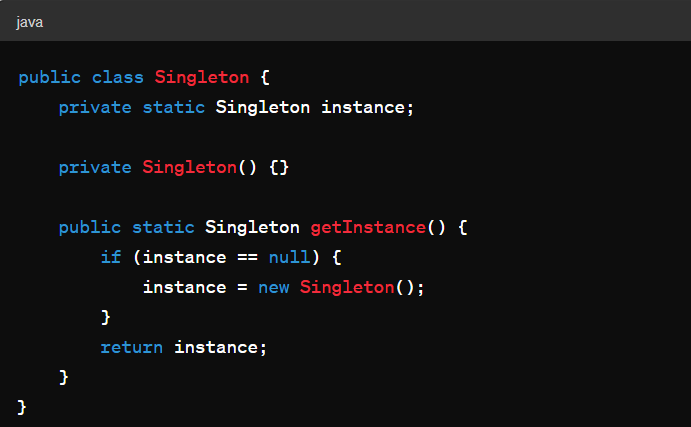 java
public class Singleton {
    private static Singleton instance;
    private Singleton() {}
    public static Singleton getInstance() {
        if (instance == null) {
            instance = new Singleton();
        }
        return instance;
    }
}